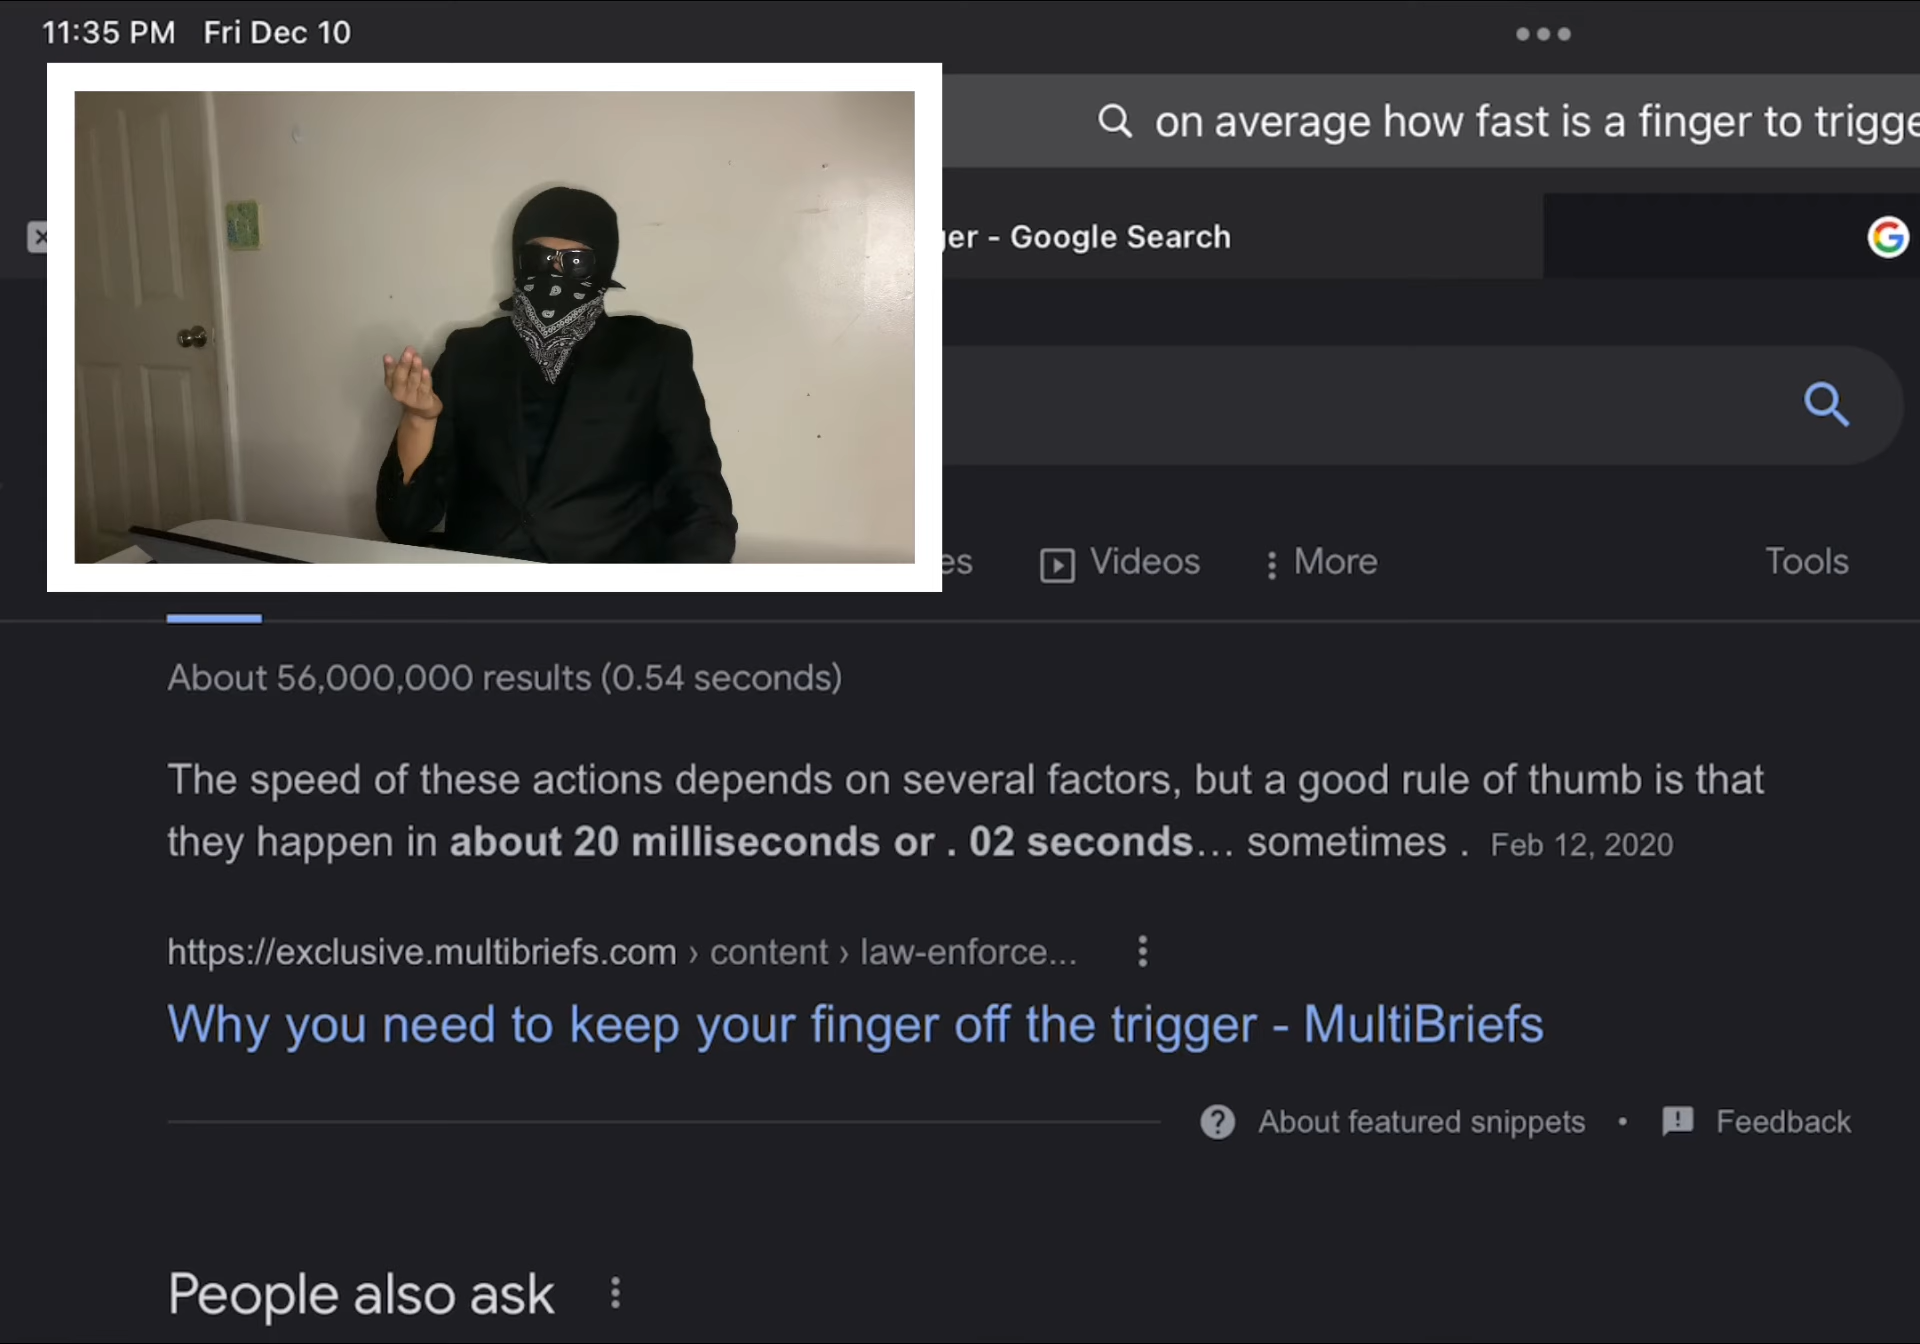 11:35 PM Fri Dec 10
on average how fast is a finger to
- Google Search
Videos More Tools
About 56,000,000 results (0.54 seconds)
The speed of these actions depends on several factors, but a good rule of thumb is that
they happen in about 20 milliseconds or . 02 seconds... sometimes . Feb 12, 2020
https://exclusive.multibriefs.com › content › law-enforce...
Why you need to keep your finger off the trigger - MultiBriefs
About featured snippets • Feedback
People also ask